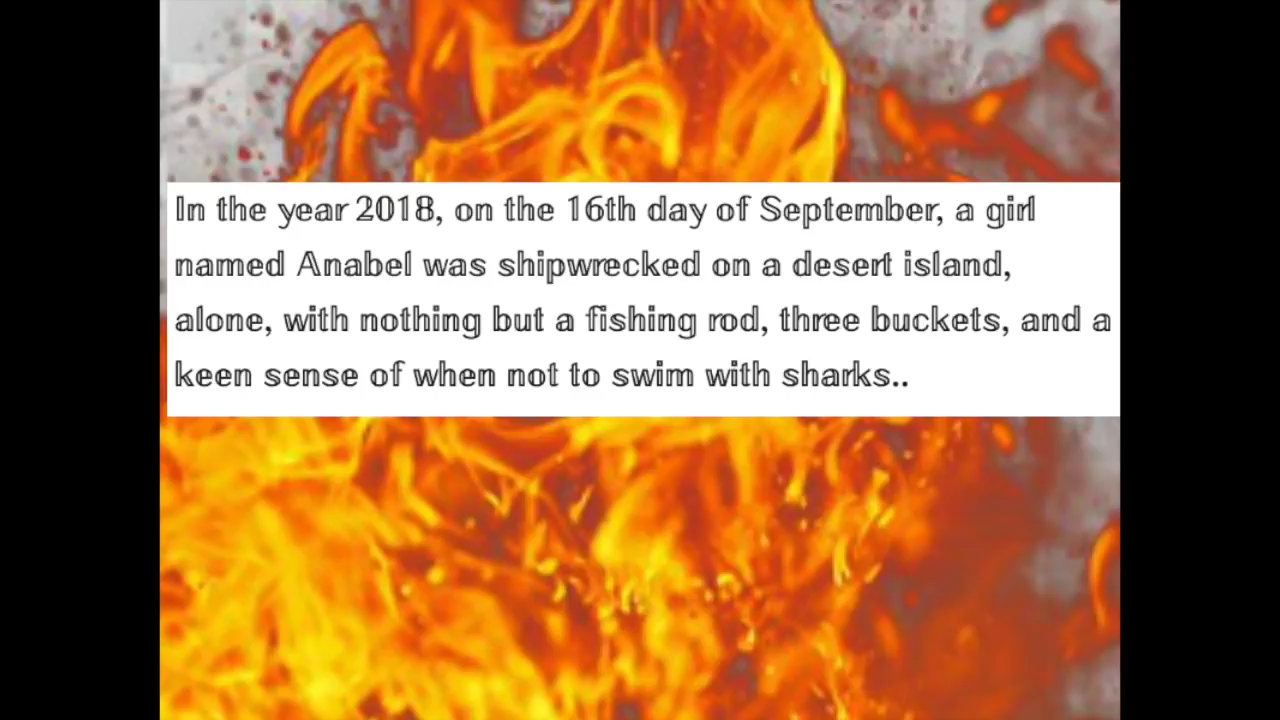 In the year 2018, on the 16th day of September, a girl
named Anabel was shipwrecked on a desert island,
alone, with nothing but a fishing rod, three buckets, and a
keen sense of when not to swim with sharks..